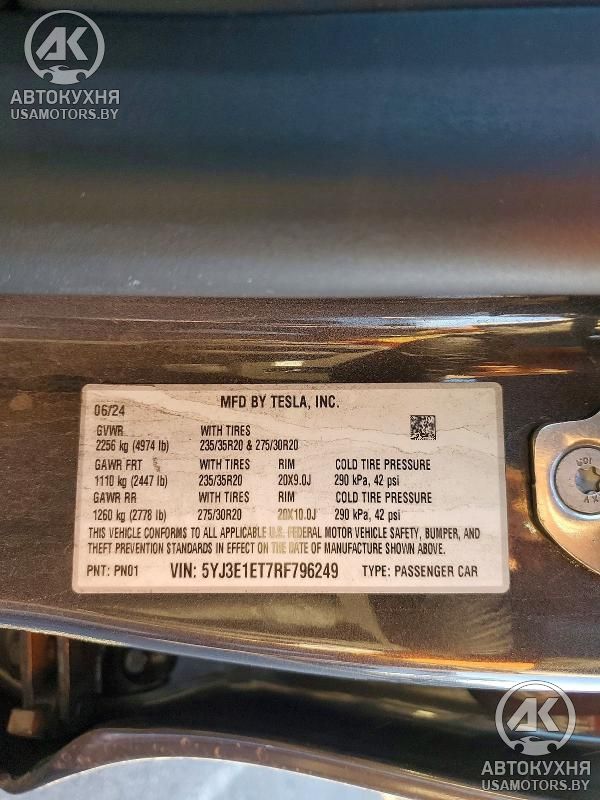 АК
АВТОКУХНЯ
USAMOTORS.BY
06/24 MFD BY TESLA, INC.
GVWR WITH TIRES
2256 kg (4974 lb) 235/35R20 & 275/30R20
GAWR FRT WITH TIRES RIM COLD TIRE PRESSURE
1110 kg (2447 lb) 235/35R20 20X9.0J 290 kPa, 42 psi
GAWR RR WITH TIRES RIM COLD TIRE PRESSURE
1260 kg (2778 lb) 275/30R20 20X10.0J 290 kPa, 42 psi
THIS VEHICLE CONFORMS TO ALL APPLICABLE U.S. FEDERAL MOTOR VEHICLE SAFETY, BUMPER, AND
THEFT PREVENTION STANDARDS IN EFFECT ON THE DATE OF MANUFACTURE SHOWN ABOVE.
PNT: PN01 VIN: 5YJ3E1ET7RF796249 TYPE: PASSENGER CAR
АК
АВТОКУХНЯ
USAMOTORS.BY